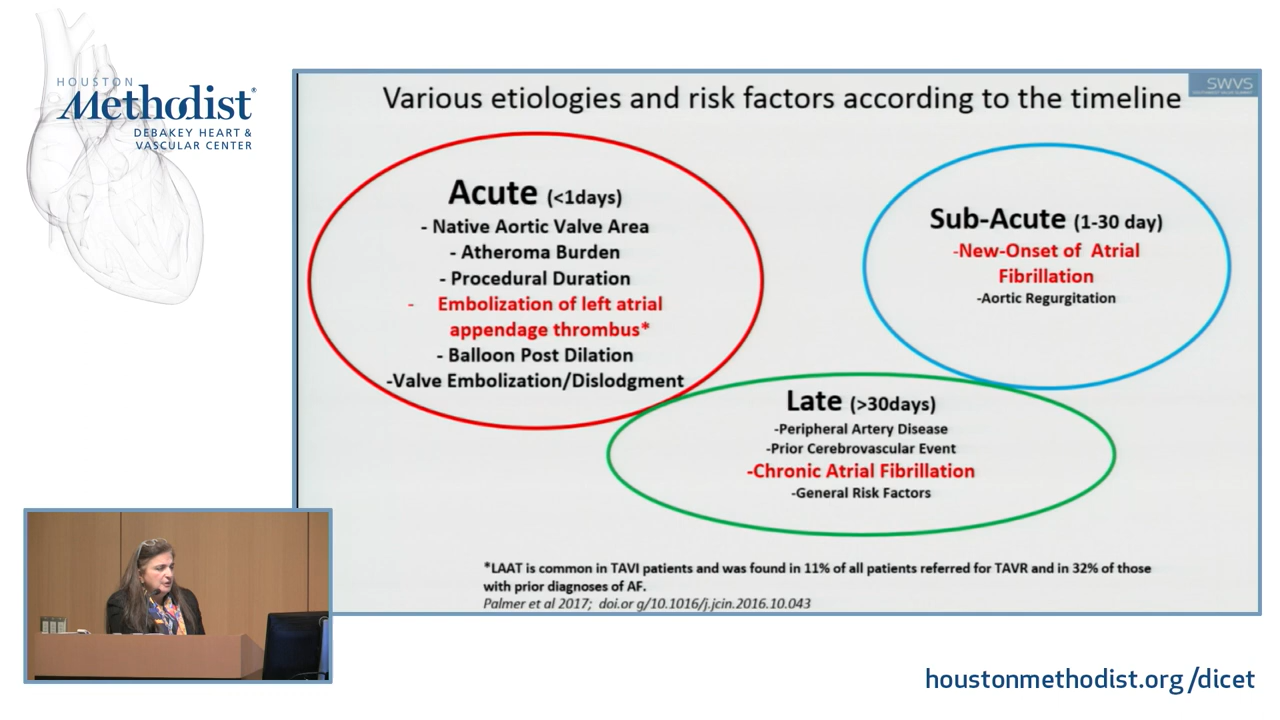 HOUSTON
Methodist®
DEBAKEY HEART &
VASCULAR CENTER
SWVS
Various etiologies and risk factors according to the timeline
Acute (<1days)
- Native Aortic Valve Area
- Atheroma Burden
- Procedural Duration
- Embolization of left atrial
appendage thrombus*
- Balloon Post Dilation
-Valve Embolization/Dislodgment
Sub-Acute (1-30 day)
-New-Onset of Atrial
Fibrillation
-Aortic Regurgitation
Late (>30days)
-Peripheral Artery Disease
-Prior Cerebrovascular Event
-Chronic Atrial Fibrillation
-General Risk Factors
*LAAT is common in TAVI patients and was found in 11% of all patients referred for TAVR and in 32% of those
with prior diagnoses of AF.
Palmer et al 2017; doi.or g/10.1016/j.jcin.2016.10.043
houstonmethodist.org/dicet